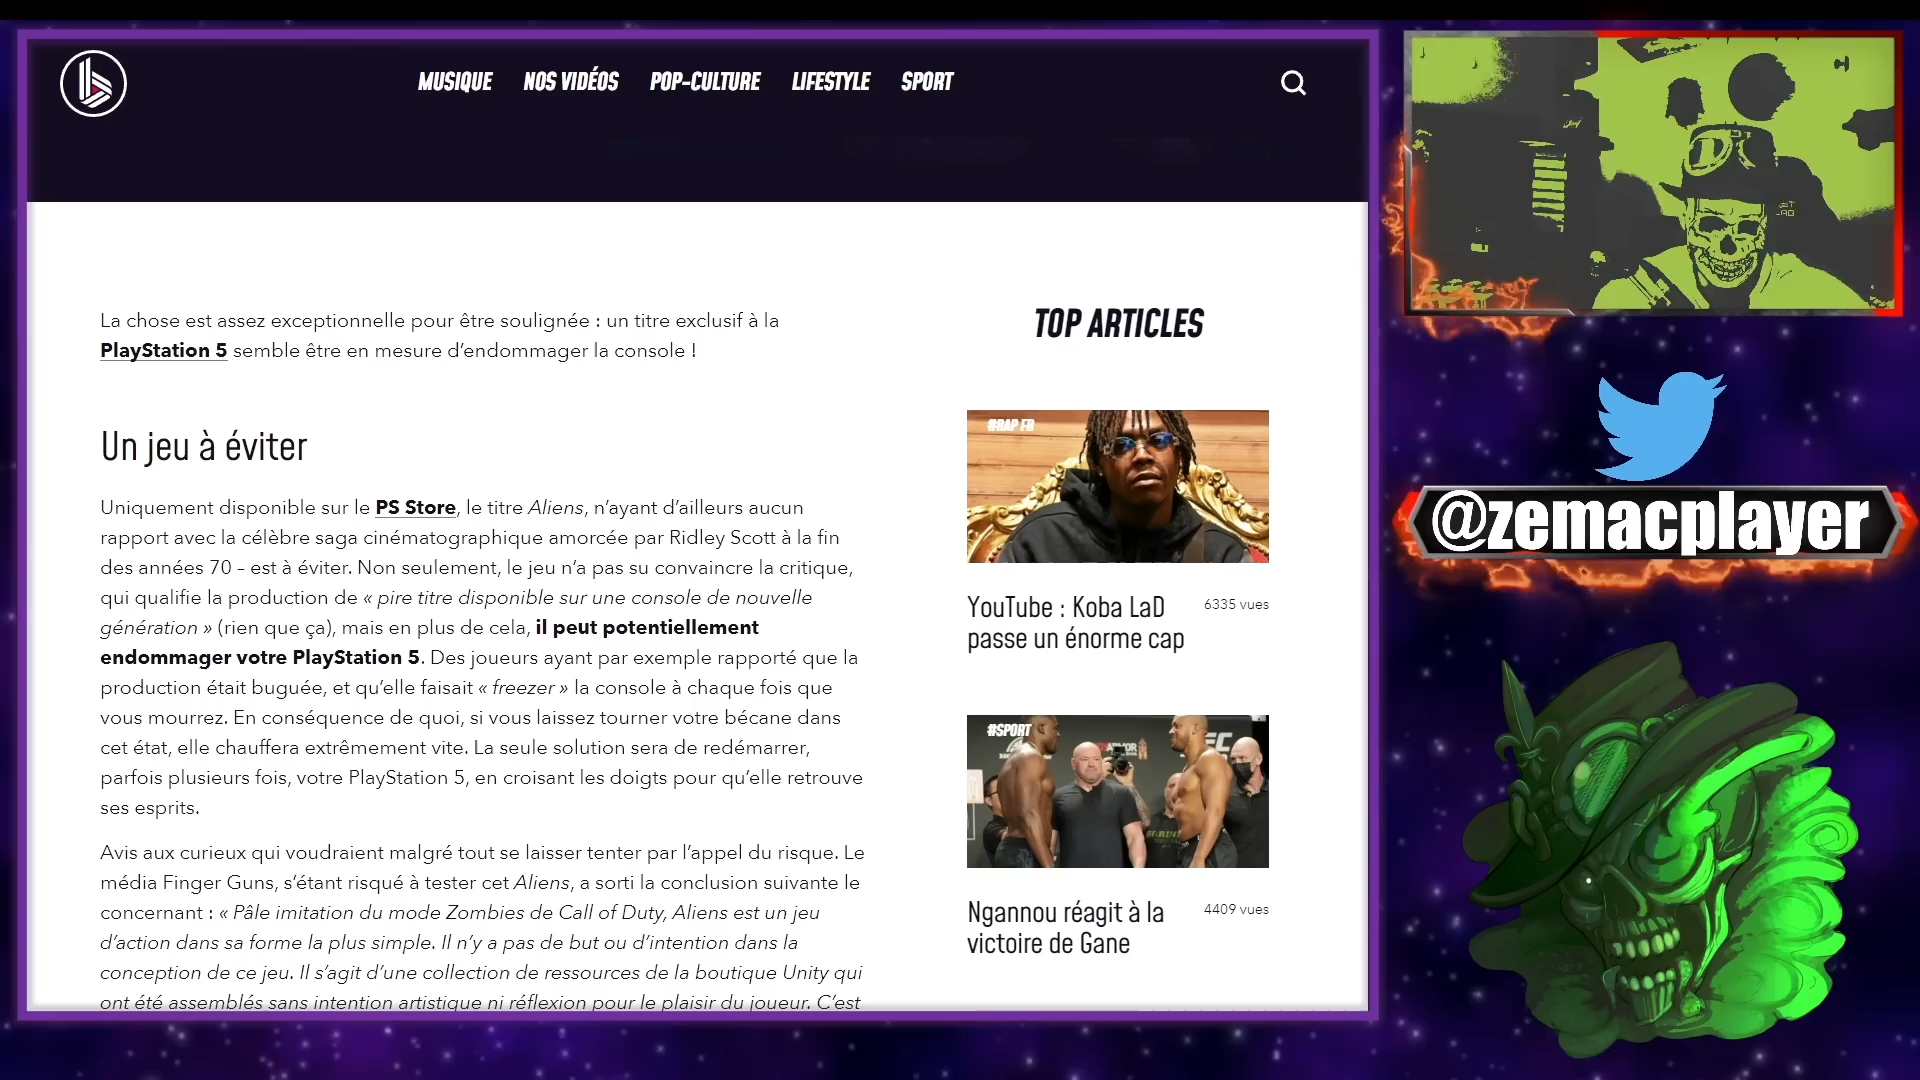 MUSIQUE NOS VIDÉOS POP-CULTURE LIFESTYLE SPORT
La chose est assez exceptionnelle pour être soulignée : un titre exclusif à la
PlayStation 5 semble être en mesure d’endommager la console !
Un jeu à éviter
Uniquement disponible sur le PS Store, le titre Aliens, n’ayant d’ailleurs aucun
rapport avec la célèbre saga cinématographique amorcée par Ridley Scott à la fin
des années 70 – est à éviter. Non seulement, le jeu n’a pas su convaincre la critique,
qui qualifie la production de « pire titre disponible sur une console de nouvelle
génération » (rien que ça), mais en plus de cela, il peut potentiellement
endommager votre PlayStation 5. Des joueurs ayant par exemple rapporté que la
production était buguée, et qu’elle faisait « freezer » la console à chaque fois que
vous mourrez. En conséquence de quoi, si vous laissez tourner votre bécane dans
cet état, elle chauffera extrêmement vite. La seule solution sera de redémarrer,
parfois plusieurs fois, votre PlayStation 5, en croisant les doigts pour qu’elle retrouve
ses esprits.
Avis aux curieux qui voudraient malgré tout se laisser tenter par l’appel du risque. Le
média Finger Guns, s’étant risqué à tester cet Aliens, a sorti la conclusion suivante le
concernant : « Pâle imitation du mode Zombies de Call of Duty, Aliens est un jeu
d’action dans sa forme la plus simple. Il n’y a pas de but ou d’intention dans la
conception de ce jeu. Il s’agit d’une collection de ressources de la boutique Unity qui
ont été assemblés sans intention artistique ni réflexion pour le plaisir du joueur. C’est
TOP ARTICLES
#RAP FR
YouTube : Koba LaD
passe un énorme cap
6335 vues
#SPORT
Ngannou réagit à la
victoire de Gane
4409 vues
@zemacplayer